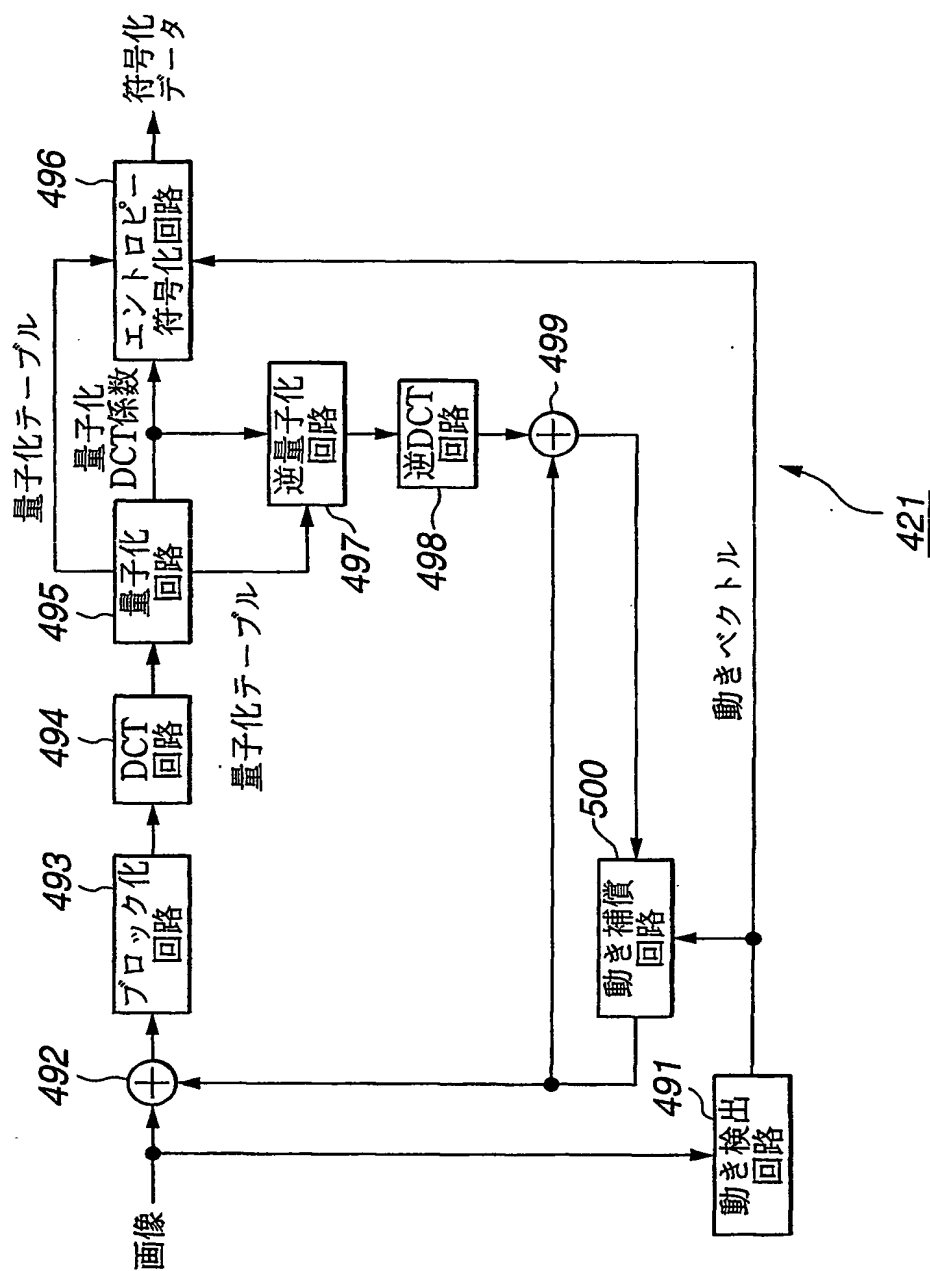 画像
492
ブロック化
回路
493
DCT
回路
494
量子化
回路
495
量子化テーブル
量子化
DCT係数
エントロピー
符号化回路
496
符号化
データ
量子化テーブル
逆量子化
回路
497
逆DCT
回路
498
499
動き補償
回路
500
動き検出
回路
491
動きベクトル
421